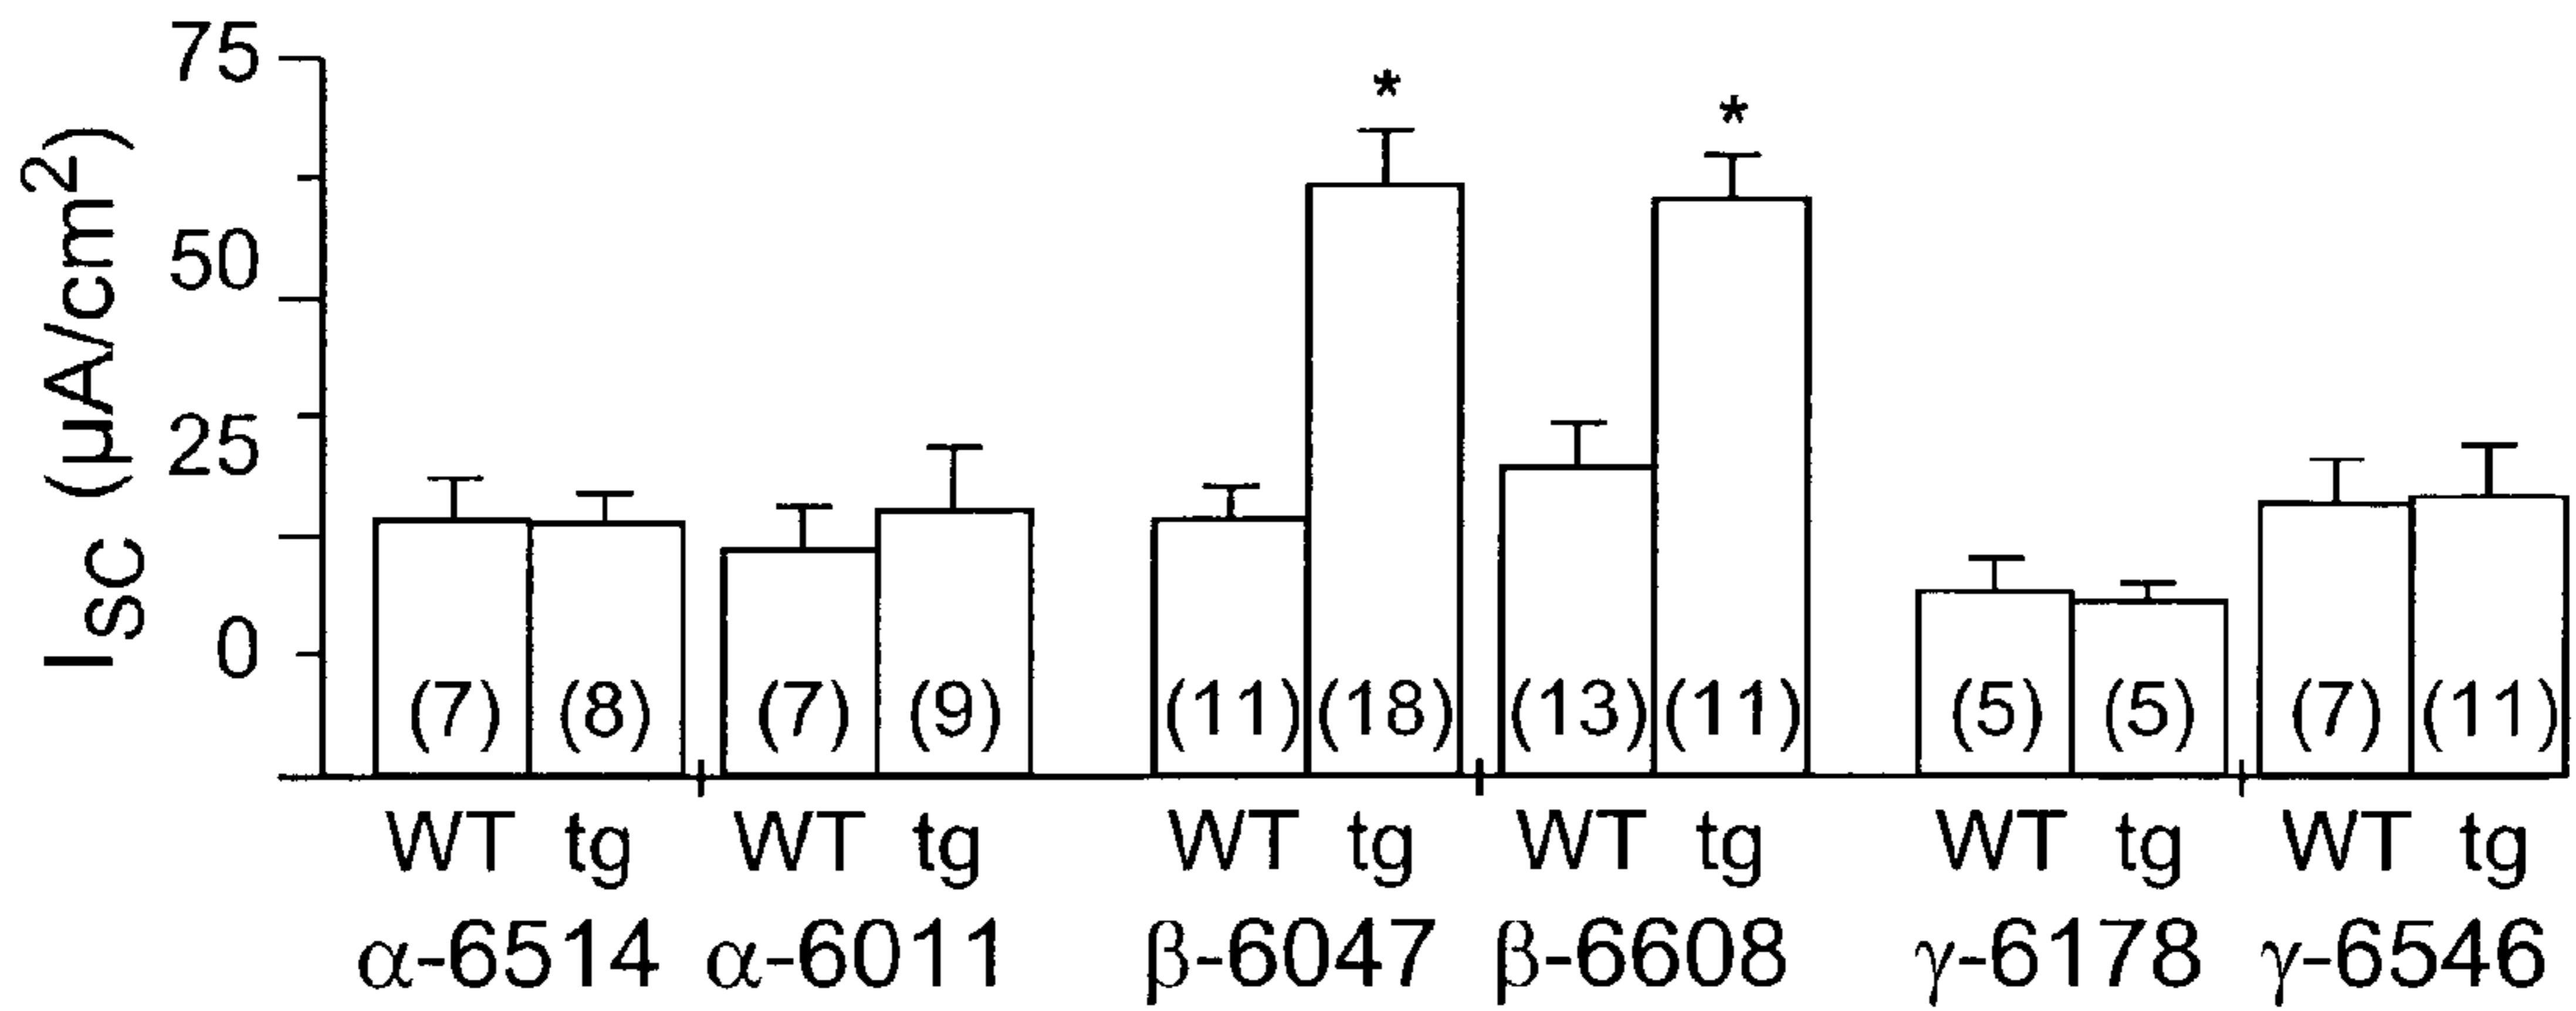 75
50
25
0
I_SC (µA/cm²)
* *
(7) (8) (7) (9) (11) (18) (13) (11) (5) (5) (7) (11)
WT tg WT tg WT tg WT tg WT tg WT tg
α-6514 α-6011 β-6047 β-6608 γ-6178 γ-6546